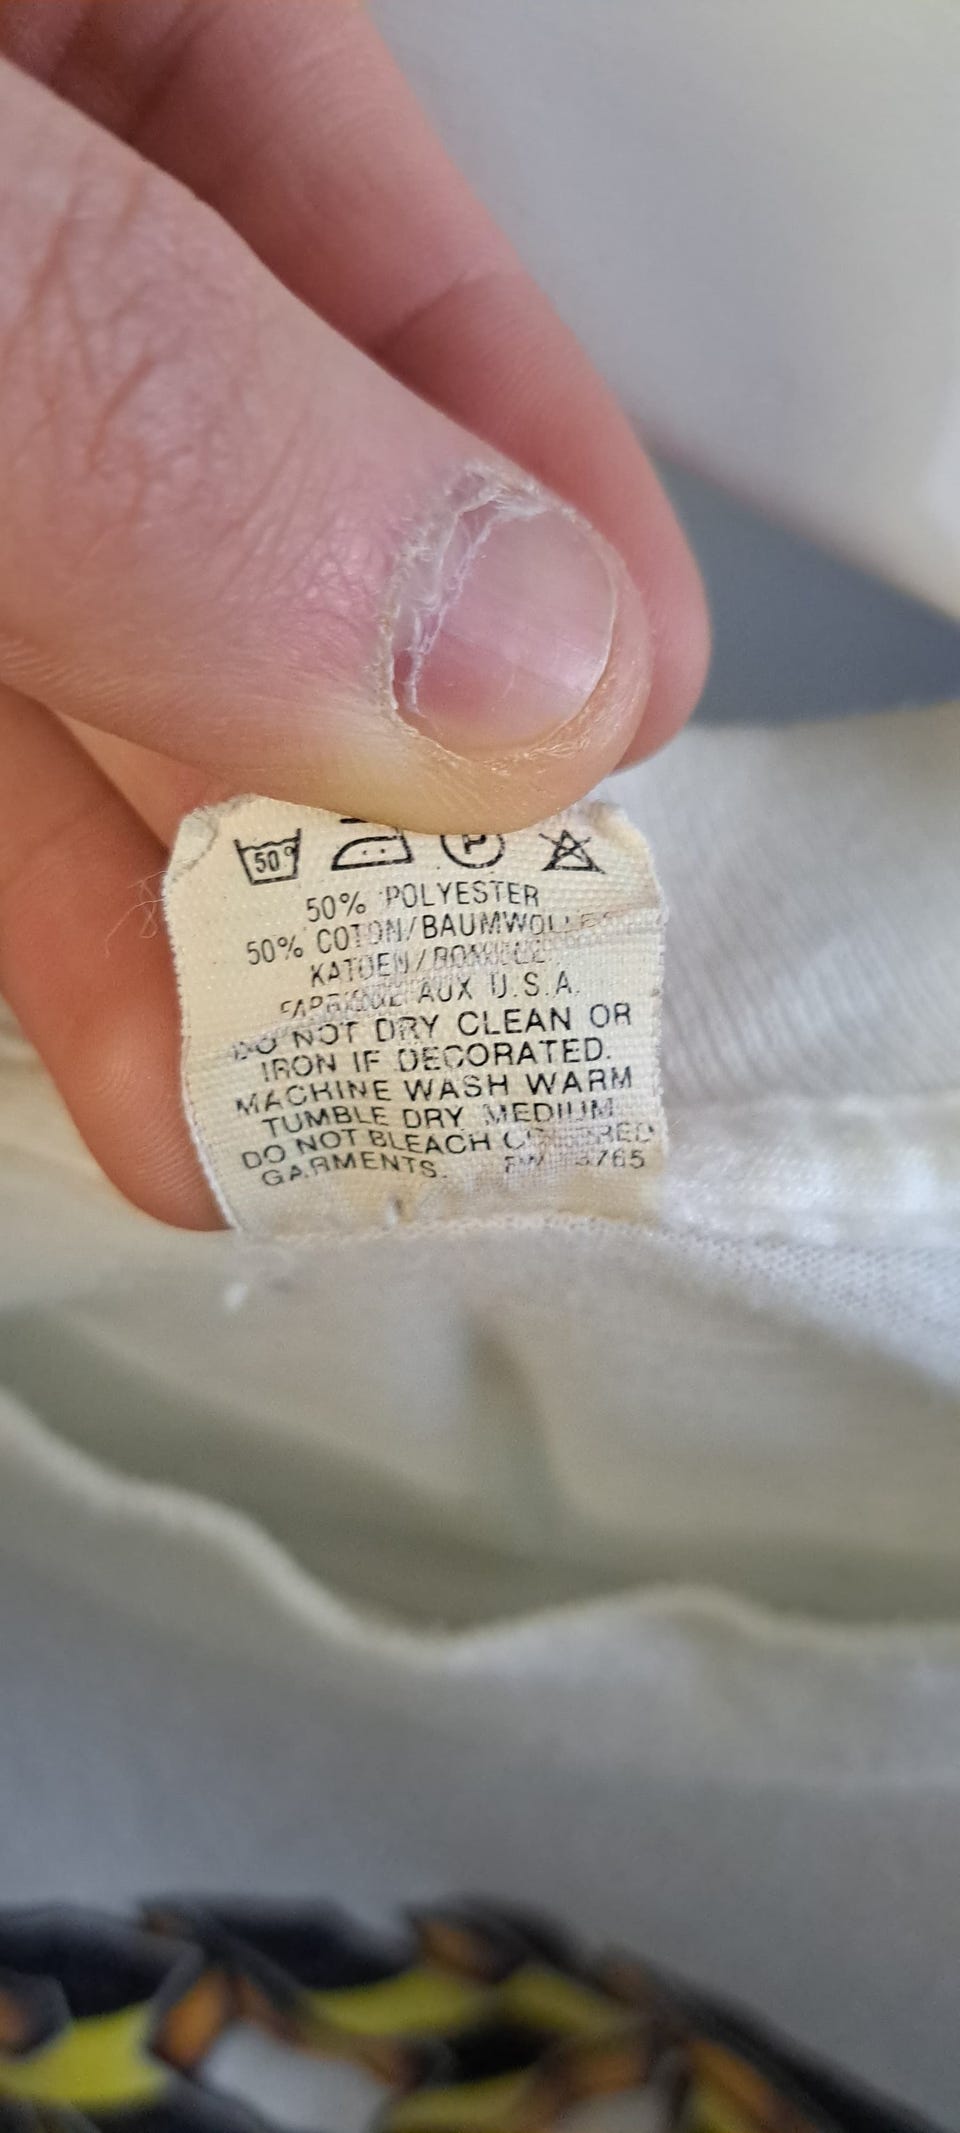 50° P
50% POLYESTER
50% COTON/BAUMWOLLE
KATOEN/
AUX U.S.A.
DO NOT DRY CLEAN OR
IRON IF DECORATED.
MACHINE WASH WARM
TUMBLE DRY MEDIUM
DO NOT BLEACH
GARMENTS.